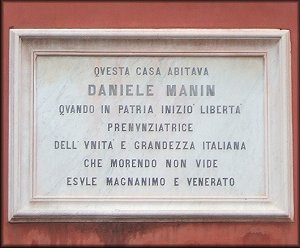 QVESTA CASA ABITAVA
DANIELE MANIN
QVANDO IN PATRIA INIZIO' LIBERTA'
PRENVNZIATRICE
DELL'VNITA' E GRANDEZZA ITALIANA
CHE MORENDO NON VIDE
ESVLE MAGNANIMO E VENERATO